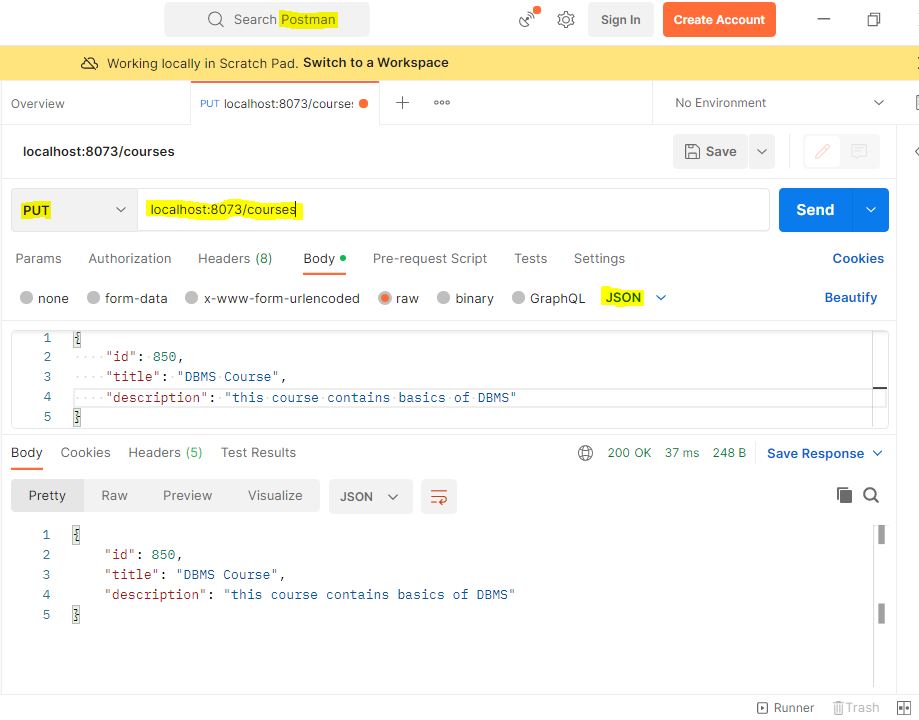 Search Postman
Sign In
Create Account
Working locally in Scratch Pad. Switch to a Workspace
Overview
PUT localhost:8073/courses
No Environment
localhost:8073/courses
Save
PUT
localhost:8073/courses
Send
Params Authorization Headers (8) Body Pre-request Script Tests Settings Cookies
none form-data x-www-form-urlencoded raw binary GraphQL JSON Beautify
1 {
2 "id": 850,
3 "title": "DBMS Course",
4 "description": "this course contains basics of DBMS"
5 }
Body Cookies Headers (5) Test Results 200 OK 37 ms 248 B Save Response
Pretty Raw Preview Visualize JSON
1 {
2 "id": 850,
3 "title": "DBMS Course",
4 "description": "this course contains basics of DBMS"
5 }
Runner Trash